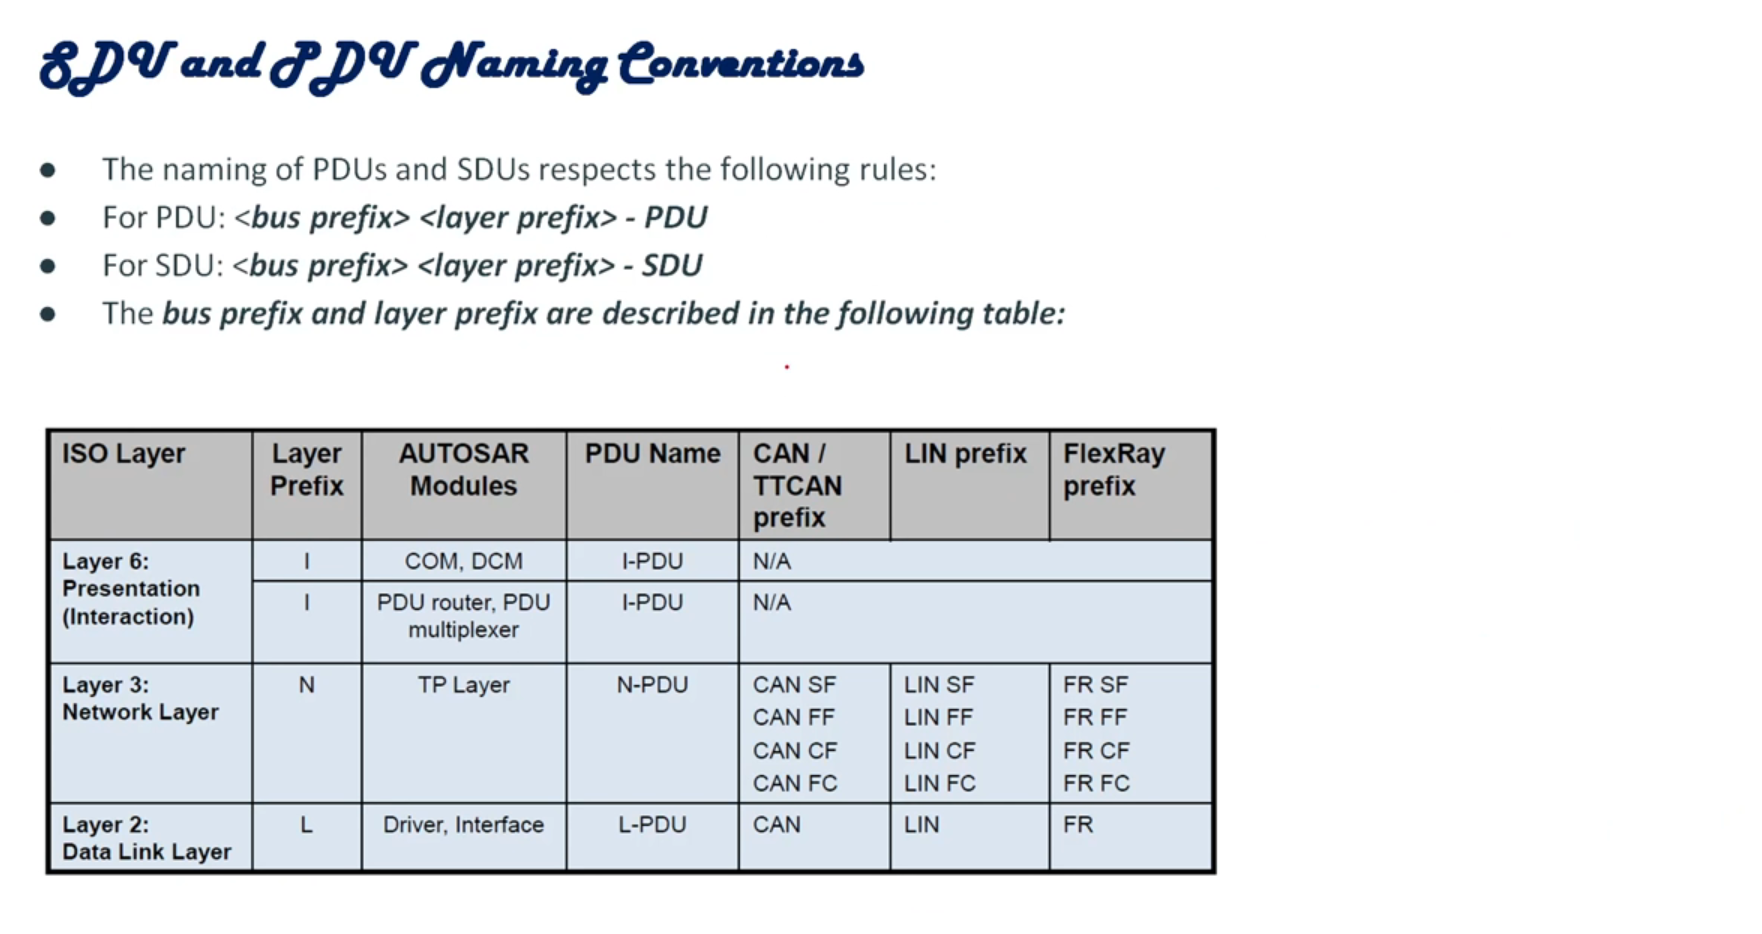 SDU and PDU Naming Conventions
● The naming of PDUs and SDUs respects the following rules:
● For PDU: <bus prefix> <layer prefix> - PDU
● For SDU: <bus prefix> <layer prefix> - SDU
● The bus prefix and layer prefix are described in the following table:
ISO Layer | Layer Prefix | AUTOSAR Modules | PDU Name | CAN / TTCAN prefix | LIN prefix | FlexRay prefix
Layer 6: Presentation (Interaction) | I | COM, DCM | I-PDU | N/A
I | PDU router, PDU multiplexer | I-PDU | N/A
Layer 3: Network Layer | N | TP Layer | N-PDU | CAN SF | LIN SF | FR SF
CAN FF | LIN FF | FR FF
CAN CF | LIN CF | FR CF
CAN FC | LIN FC | FR FC
Layer 2: Data Link Layer | L | Driver, Interface | L-PDU | CAN | LIN | FR